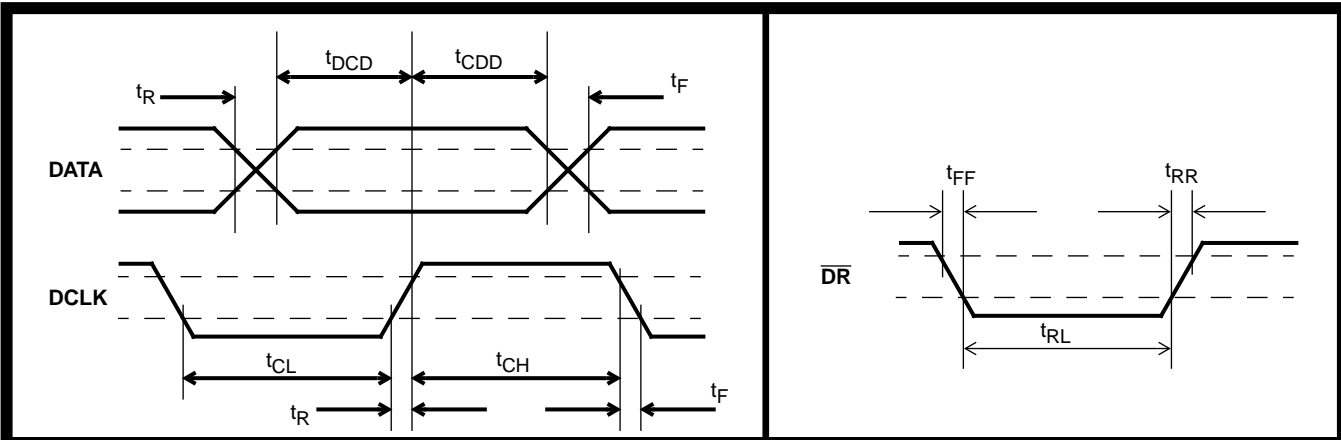 tDCD
tCDD
tR
tF
DATA
DCLK
tCL
tCH
tR
tF
tFF
tRR
DR
tRL